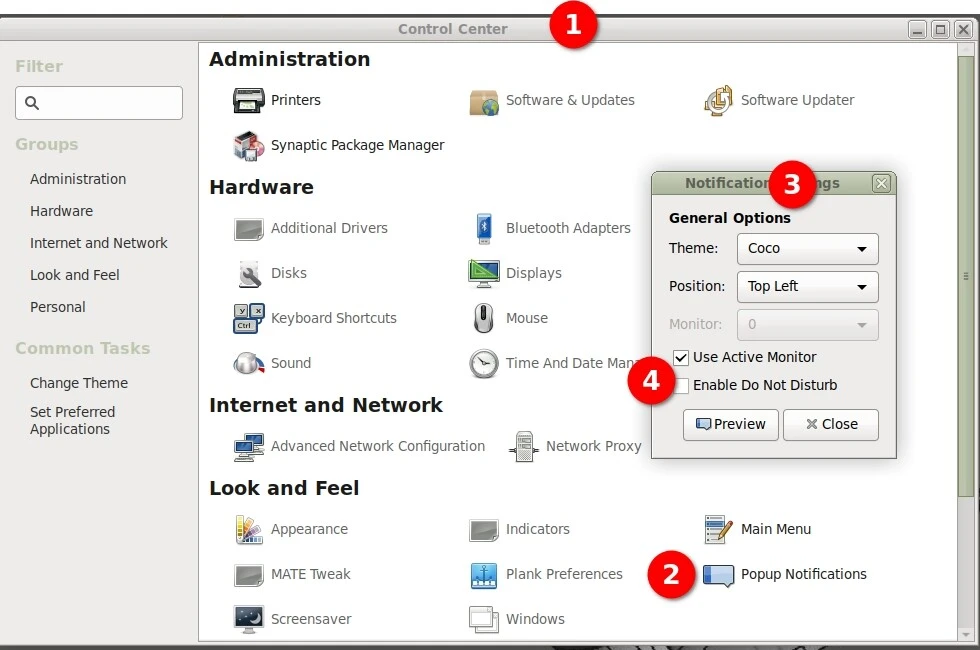 Control Center
1
Filter
Groups
Administration
Hardware
Internet and Network
Look and Feel
Personal
Common Tasks
Change Theme
Set Preferred
Applications
Administration
Printers
Software & Updates
Software Updater
Synaptic Package Manager
Hardware
Additional Drivers
Bluetooth Adapters
Disks
Displays
Keyboard Shortcuts
Mouse
Sound
Time And Date Mana
Internet and Network
Advanced Network Configuration
Network Proxy
Look and Feel
Appearance
Indicators
Main Menu
MATE Tweak
Plank Preferences
2
Popup Notifications
Screensaver
Windows
Notification
3
ngs
General Options
Theme: Coco
Position: Top Left
Monitor: 0
Use Active Monitor
4
Enable Do Not Disturb
Preview
Close